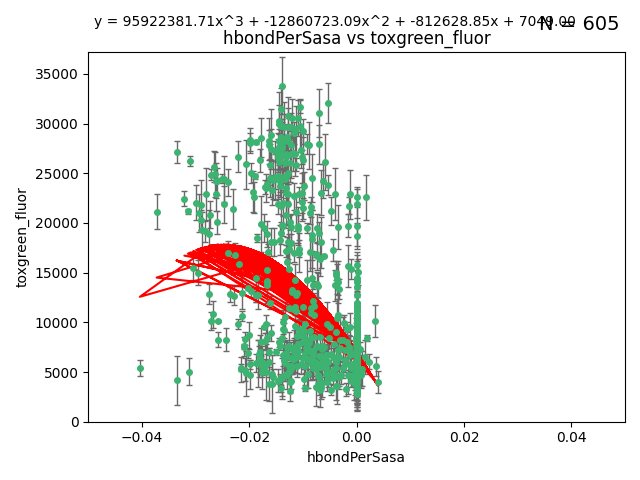 y = 95922381.71x^3 + -12860723.09x^2 + -812628.85x + 7049.00
N = 605
hbondPerSasa vs toxgreen_fluor
35000
30000
25000
20000
15000
10000
5000
0
toxgreen_fluor
−0.04
−0.02
0.00
0.02
0.04
hbondPerSasa